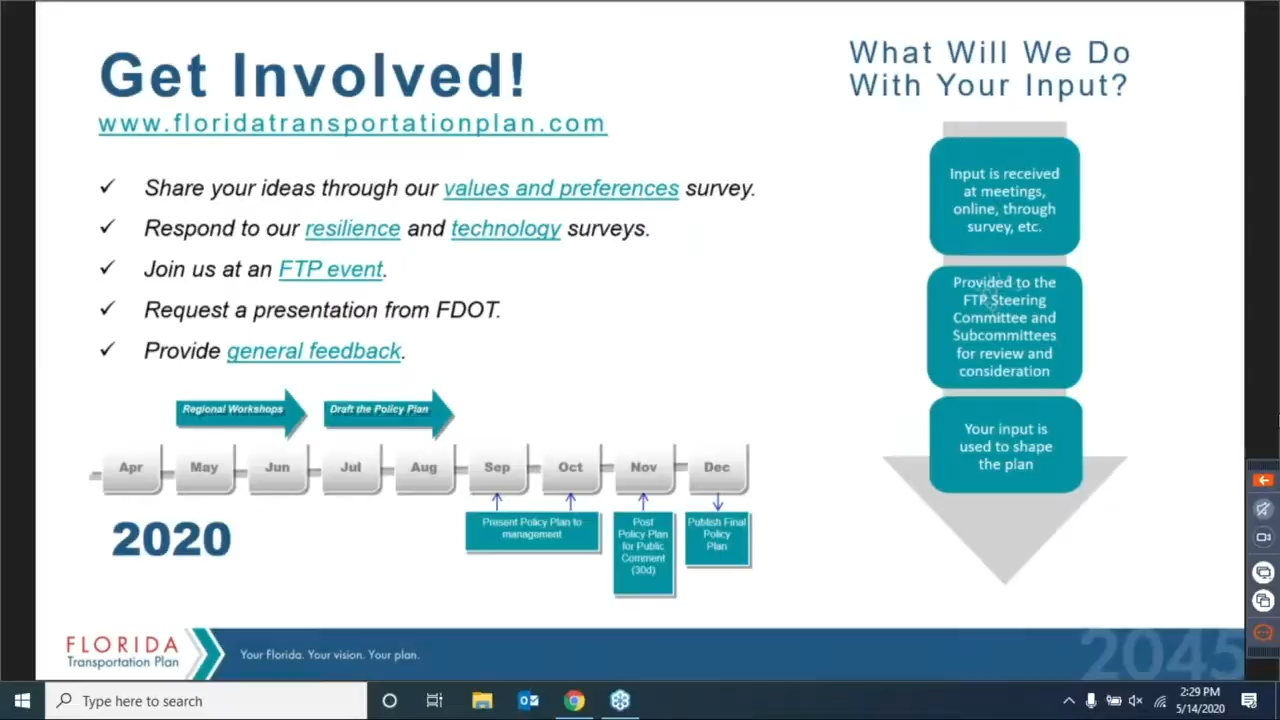 Get Involved!
www.floridatransportationplan.com
✓ Share your ideas through our values and preferences survey.
✓ Respond to our resilience and technology surveys.
✓ Join us at an FTP event.
✓ Request a presentation from FDOT.
✓ Provide general feedback.
Regional Workshops
Draft the Policy Plan
Apr May Jun Jul Aug Sep Oct Nov Dec
2020
Present Policy Plan to
management
Post
Policy Plan
for Public
Comment
(30d)
Publish Final
Policy
Plan
What Will We Do
With Your Input?
Input is received
at meetings,
online, through
survey, etc.
Provided to the
FTP Steering
Committee and
Subcommittees
for review and
consideration
Your input is
used to shape
the plan
FLORIDA
Transportation Plan
Your Florida. Your vision. Your plan.
2045
Type here to search
2:29 PM
5/14/2020